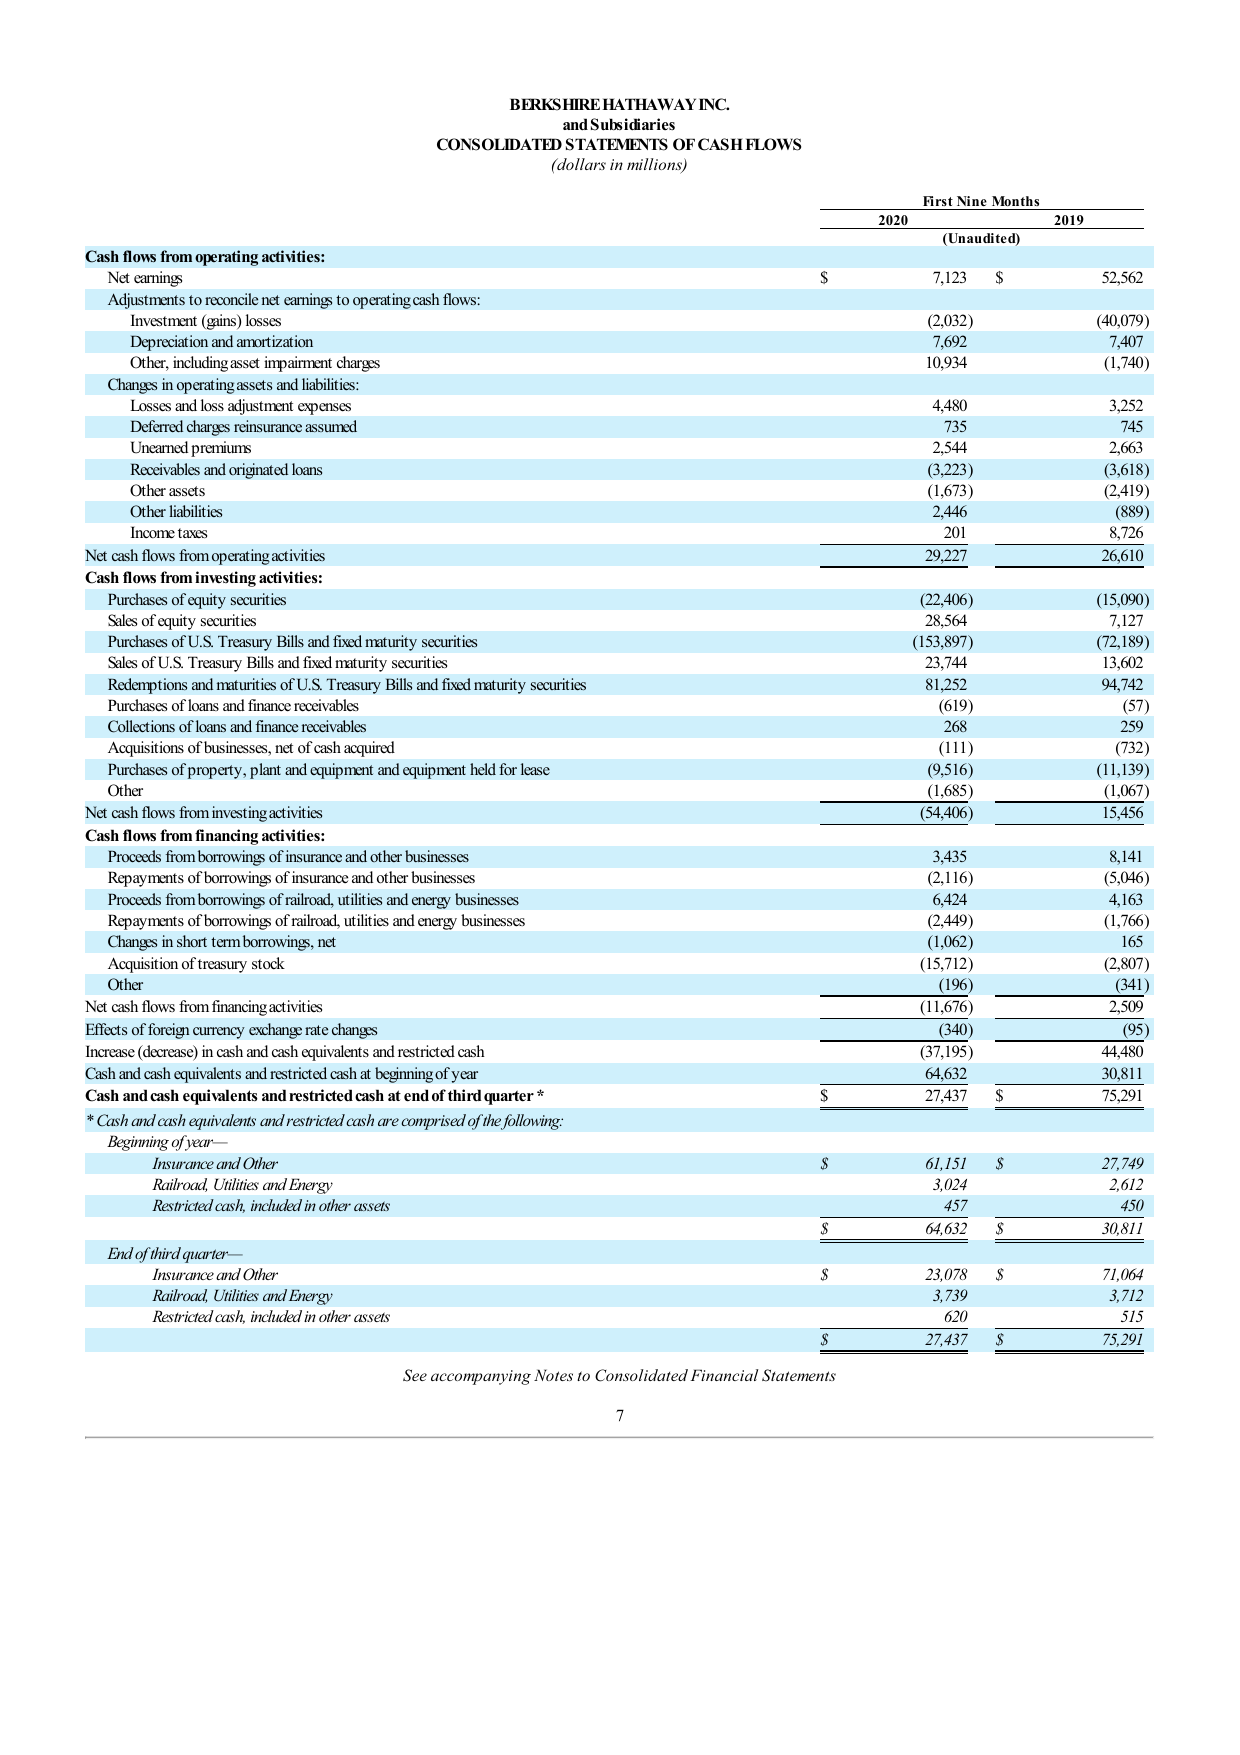 BERKSHIRE HATHAWAY INC.
and Subsidiaries
CONSOLIDATED STATEMENTS OF CASH FLOWS
(dollars in millions)
First Nine Months
2020 2019
(Unaudited)
Cash flows from operating activities:
Net earnings $ 7,123 $ 52,562
Adjustments to reconcile net earnings to operating cash flows:
Investment (gains) losses (2,032) (40,079)
Depreciation and amortization 7,692 7,407
Other, including asset impairment charges 10,934 (1,740)
Changes in operating assets and liabilities:
Losses and loss adjustment expenses 4,480 3,252
Deferred charges reinsurance assumed 735 745
Unearned premiums 2,544 2,663
Receivables and originated loans (3,223) (3,618)
Other assets (1,673) (2,419)
Other liabilities 2,446 (889)
Income taxes 201 8,726
Net cash flows from operating activities 29,227 26,610
Cash flows from investing activities:
Purchases of equity securities (22,406) (15,090)
Sales of equity securities 28,564 7,127
Purchases of U.S. Treasury Bills and fixed maturity securities (153,897) (72,189)
Sales of U.S. Treasury Bills and fixed maturity securities 23,744 13,602
Redemptions and maturities of U.S. Treasury Bills and fixed maturity securities 81,252 94,742
Purchases of loans and finance receivables (619) (57)
Collections of loans and finance receivables 268 259
Acquisitions of businesses, net of cash acquired (111) (732)
Purchases of property, plant and equipment and equipment held for lease (9,516) (11,139)
Other (1,685) (1,067)
Net cash flows from investing activities (54,406) 15,456
Cash flows from financing activities:
Proceeds from borrowings of insurance and other businesses 3,435 8,141
Repayments of borrowings of insurance and other businesses (2,116) (5,046)
Proceeds from borrowings of railroad, utilities and energy businesses 6,424 4,163
Repayments of borrowings of railroad, utilities and energy businesses (2,449) (1,766)
Changes in short term borrowings, net (1,062) 165
Acquisition of treasury stock (15,712) (2,807)
Other (196) (341)
Net cash flows from financing activities (11,676) 2,509
Effects of foreign currency exchange rate changes (340) (95)
Increase (decrease) in cash and cash equivalents and restricted cash (37,195) 44,480
Cash and cash equivalents and restricted cash at beginning of year 64,632 30,811
Cash and cash equivalents and restricted cash at end of third quarter * $ 27,437 $ 75,291
* Cash and cash equivalents and restricted cash are comprised of the following:
Beginning of year—
Insurance and Other $ 61,151 $ 27,749
Railroad, Utilities and Energy 3,024 2,612
Restricted cash, included in other assets 457 450
$ 64,632 $ 30,811
End of third quarter—
Insurance and Other $ 23,078 $ 71,064
Railroad, Utilities and Energy 3,739 3,712
Restricted cash, included in other assets 620 515
$ 27,437 $ 75,291
See accompanying Notes to Consolidated Financial Statements
7